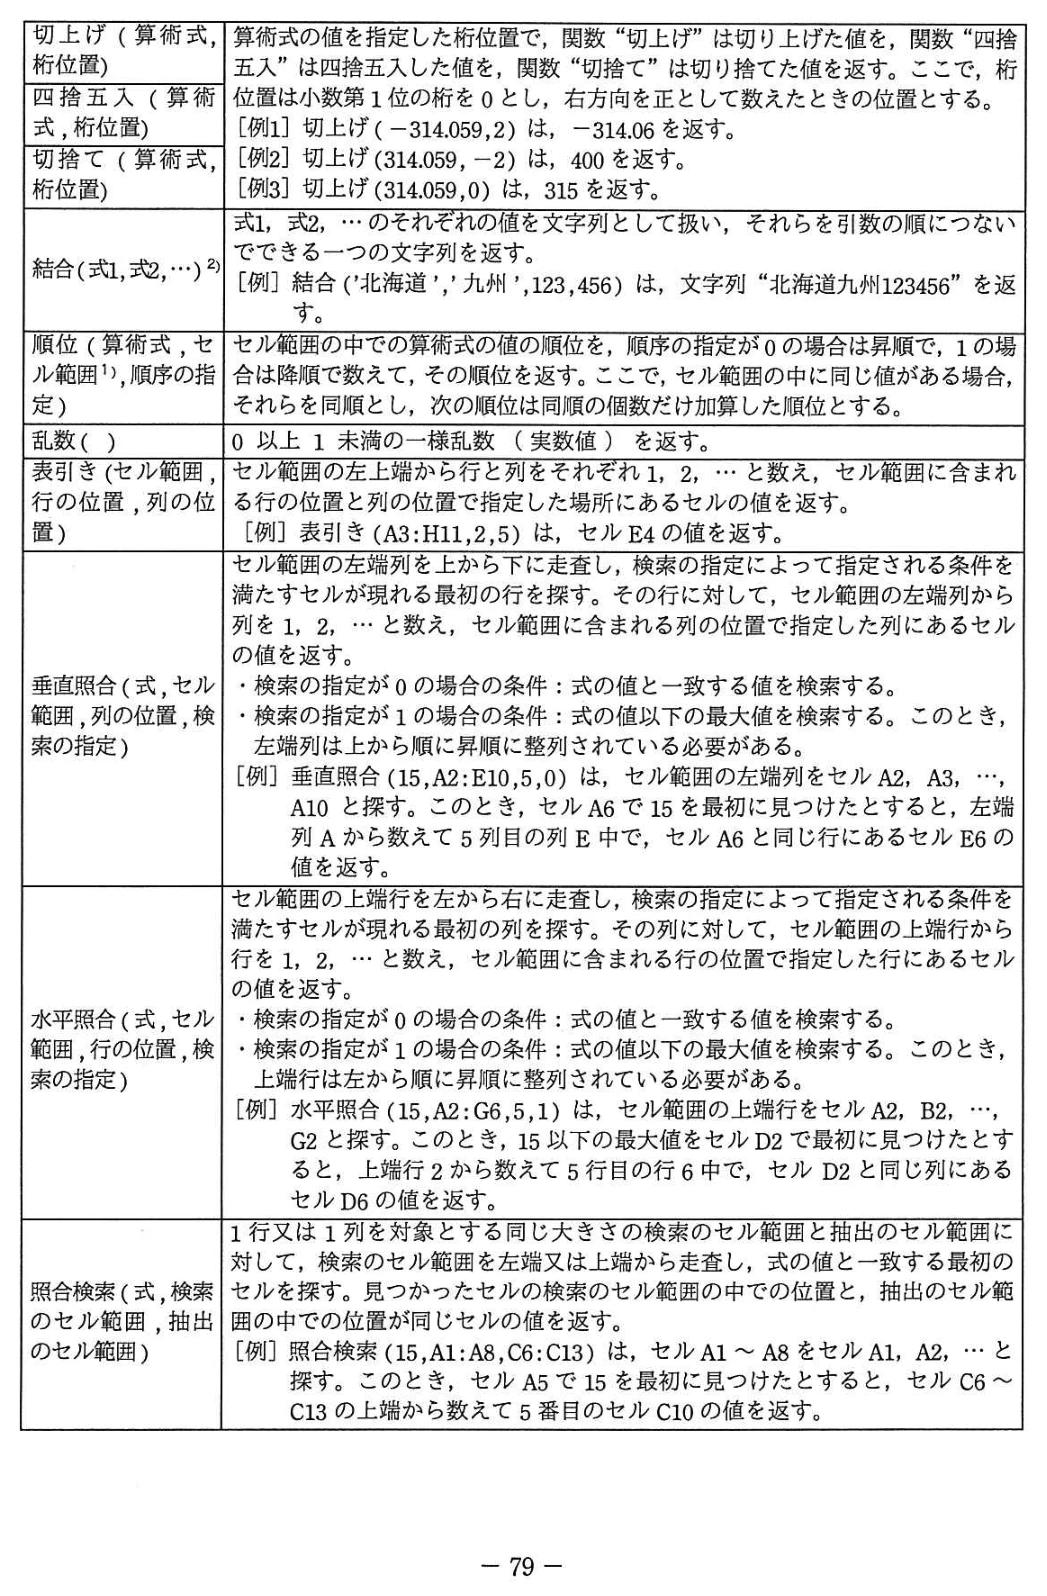 切上げ(算術式,
桁位置)
四捨五入(算術
式,桁位置)
切捨て(算術式,
桁位置)
算術式の値を指定した桁位置で，関数“切上げ”は切り上げた値を，関数“四捨
五入”は四捨五入した値を，関数“切捨て”は切り捨てた値を返す。ここで，桁
位置は小数第1位の桁を0とし，右方向を正として数えたときの位置とする。
［例1］切上げ(−314.059,2)は，−314.06を返す。
［例2］切上げ(314.059,−2)は，400を返す。
［例3］切上げ(314.059,0)は，315を返す。
結合(式1,式2,…)2)
式1，式2，…のそれぞれの値を文字列として扱い，それらを引数の順につない
でできる一つの文字列を返す。
［例］結合('北海道','九州',123,456)は，文字列“北海道九州123456”を返
す。
順位(算術式,セ
ル範囲1),順序の指
定)
セル範囲の中での算術式の値の順位を，順序の指定が0の場合は昇順で，1の場
合は降順で数えて，その順位を返す。ここで，セル範囲の中に同じ値がある場合，
それらを同順とし，次の順位は同順の個数だけ加算した順位とする。
乱数( )
0以上1未満の一様乱数（実数値）を返す。
表引き(セル範囲,
行の位置,列の位
置)
セル範囲の左上端から行と列をそれぞれ1，2，…と数え，セル範囲に含まれ
る行の位置と列の位置で指定した場所にあるセルの値を返す。
［例］表引き(A3:H11,2,5)は，セルE4の値を返す。
垂直照合(式,セル
範囲,列の位置,検
索の指定)
セル範囲の左端列を上から下に走査し，検索の指定によって指定される条件を
満たすセルが現れる最初の行を探す。その行に対して，セル範囲の左端列から
列を1，2，…と数え，セル範囲に含まれる列の位置で指定した列にあるセル
の値を返す。
・検索の指定が0の場合の条件：式の値と一致する値を検索する。
・検索の指定が1の場合の条件：式の値以下の最大値を検索する。このとき，
左端列は上から順に昇順に整列されている必要がある。
［例］垂直照合(15,A2:E10,5,0)は，セル範囲の左端列をセルA2，A3，…，
A10と探す。このとき，セルA6で15を最初に見つけたとすると，左端
列Aから数えて5列目の列E中で，セルA6と同じ行にあるセルE6の
値を返す。
水平照合(式,セル
範囲,行の位置,検
索の指定)
セル範囲の上端行を左から右に走査し，検索の指定によって指定される条件を
満たすセルが現れる最初の列を探す。その列に対して，セル範囲の上端行から
行を1，2，…と数え，セル範囲に含まれる行の位置で指定した行にあるセル
の値を返す。
・検索の指定が0の場合の条件：式の値と一致する値を検索する。
・検索の指定が1の場合の条件：式の値以下の最大値を検索する。このとき，
上端行は左から順に昇順に整列されている必要がある。
［例］水平照合(15,A2:G6,5,1)は，セル範囲の上端行をセルA2，B2，…，
G2と探す。このとき，15以下の最大値をセルD2で最初に見つけたとす
ると，上端行2から数えて5行目の行6中で，セルD2と同じ列にある
セルD6の値を返す。
照合検索(式,検索
のセル範囲,抽出
のセル範囲)
1行又は1列を対象とする同じ大きさの検索のセル範囲と抽出のセル範囲に
対して，検索のセル範囲を左端又は上端から走査し，式の値と一致する最初の
セルを探す。見つかったセルの検索のセル範囲の中での位置と，抽出のセル範
囲の中での位置が同じセルの値を返す。
［例］照合検索(15,A1:A8,C6:C13)は，セルA1～A8をセルA1，A2，…と
探す。このとき，セルA5で15を最初に見つけたとすると，セルC6～
C13の上端から数えて5番目のセルC10の値を返す。
− 79 −